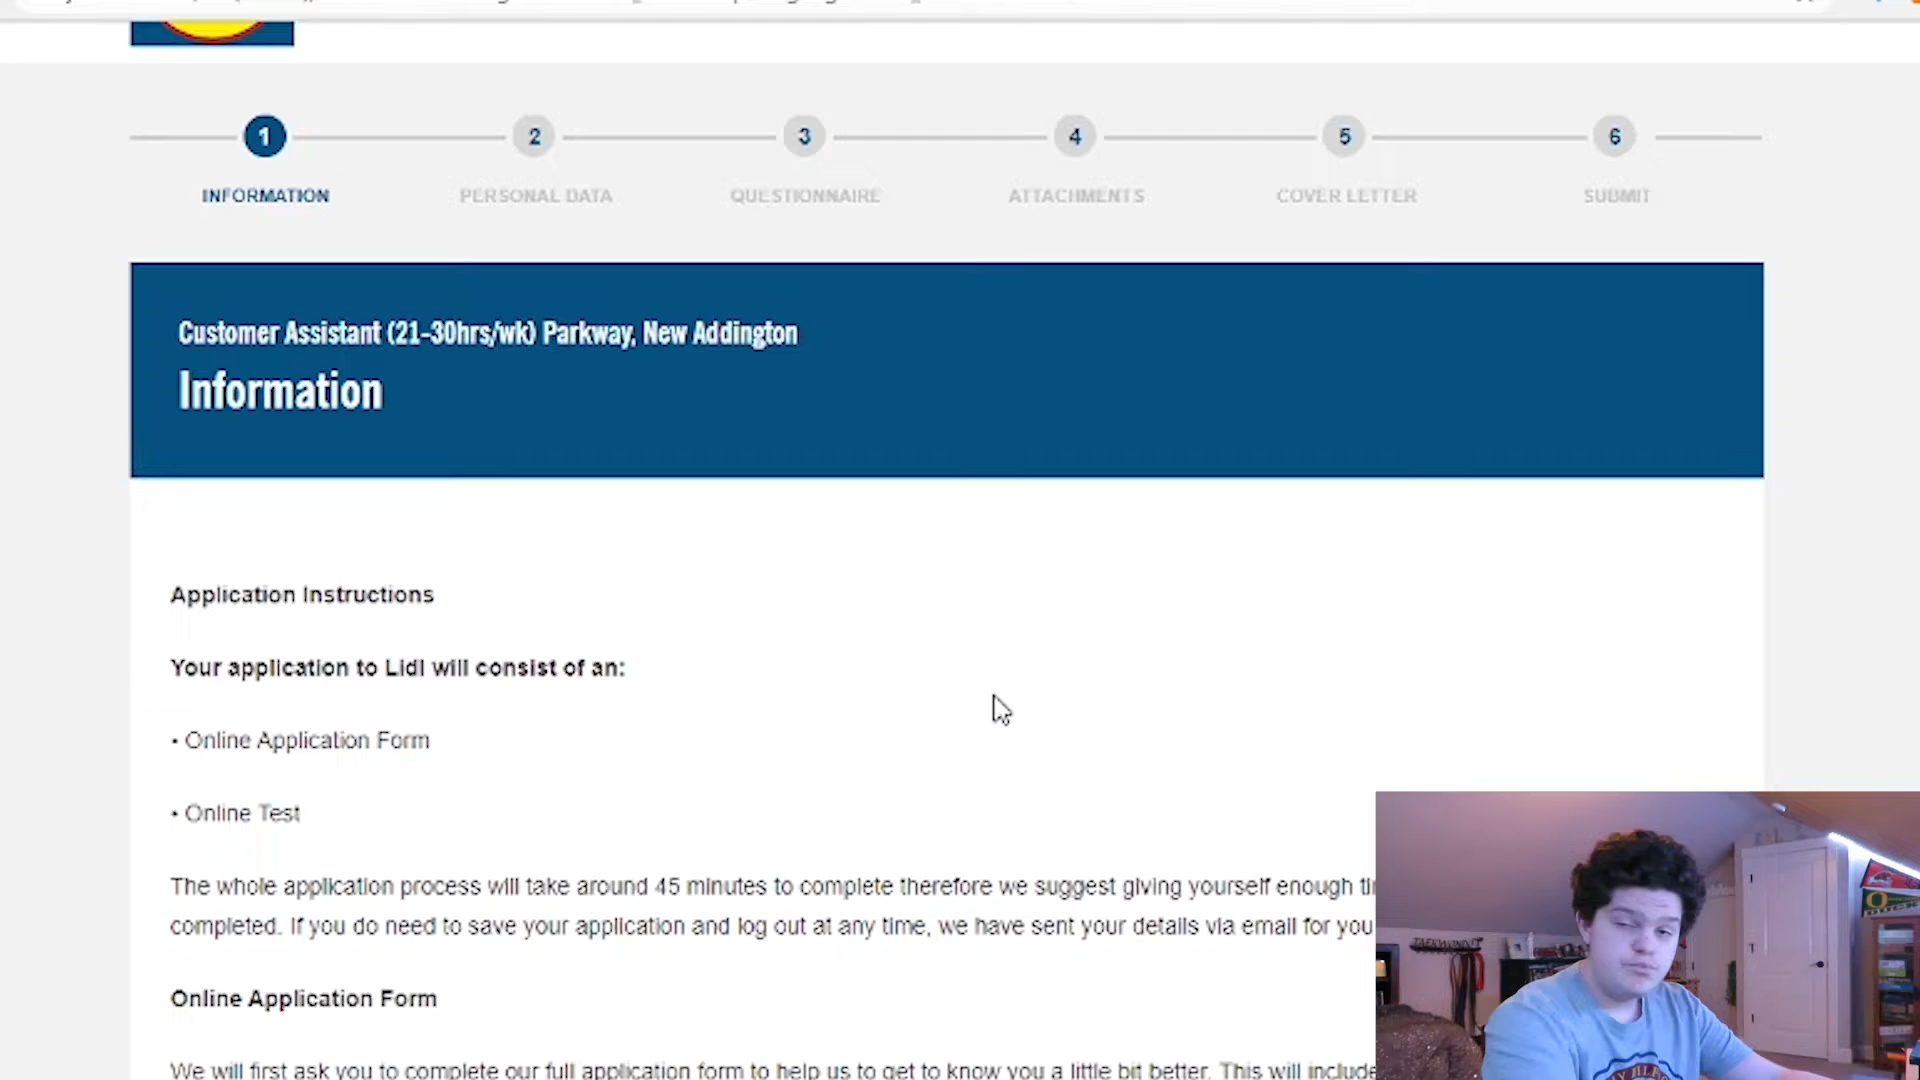 1 2 3 4 5 6
INFORMATION PERSONAL DATA QUESTIONNAIRE ATTACHMENTS COVER LETTER SUBMIT
Customer Assistant (21-30hrs/wk) Parkway, New Addington
Information
Application Instructions
Your application to Lidl will consist of an:
• Online Application Form
• Online Test
The whole application process will take around 45 minutes to complete therefore we suggest giving yourself enough
completed. If you do need to save your application and log out at any time, we have sent your details via email for you
Online Application Form
We will first ask you to complete our full application form to help us to get to know you a little bit better. This will include
TAEKWONDO